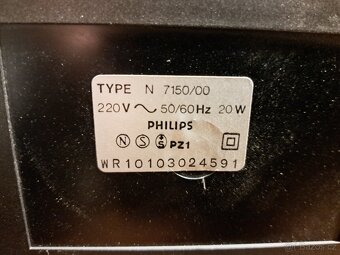 TYPE N 7150/00
220V ~ 50/60Hz 20W
PHILIPS
N S S PZ1
WR10103024591